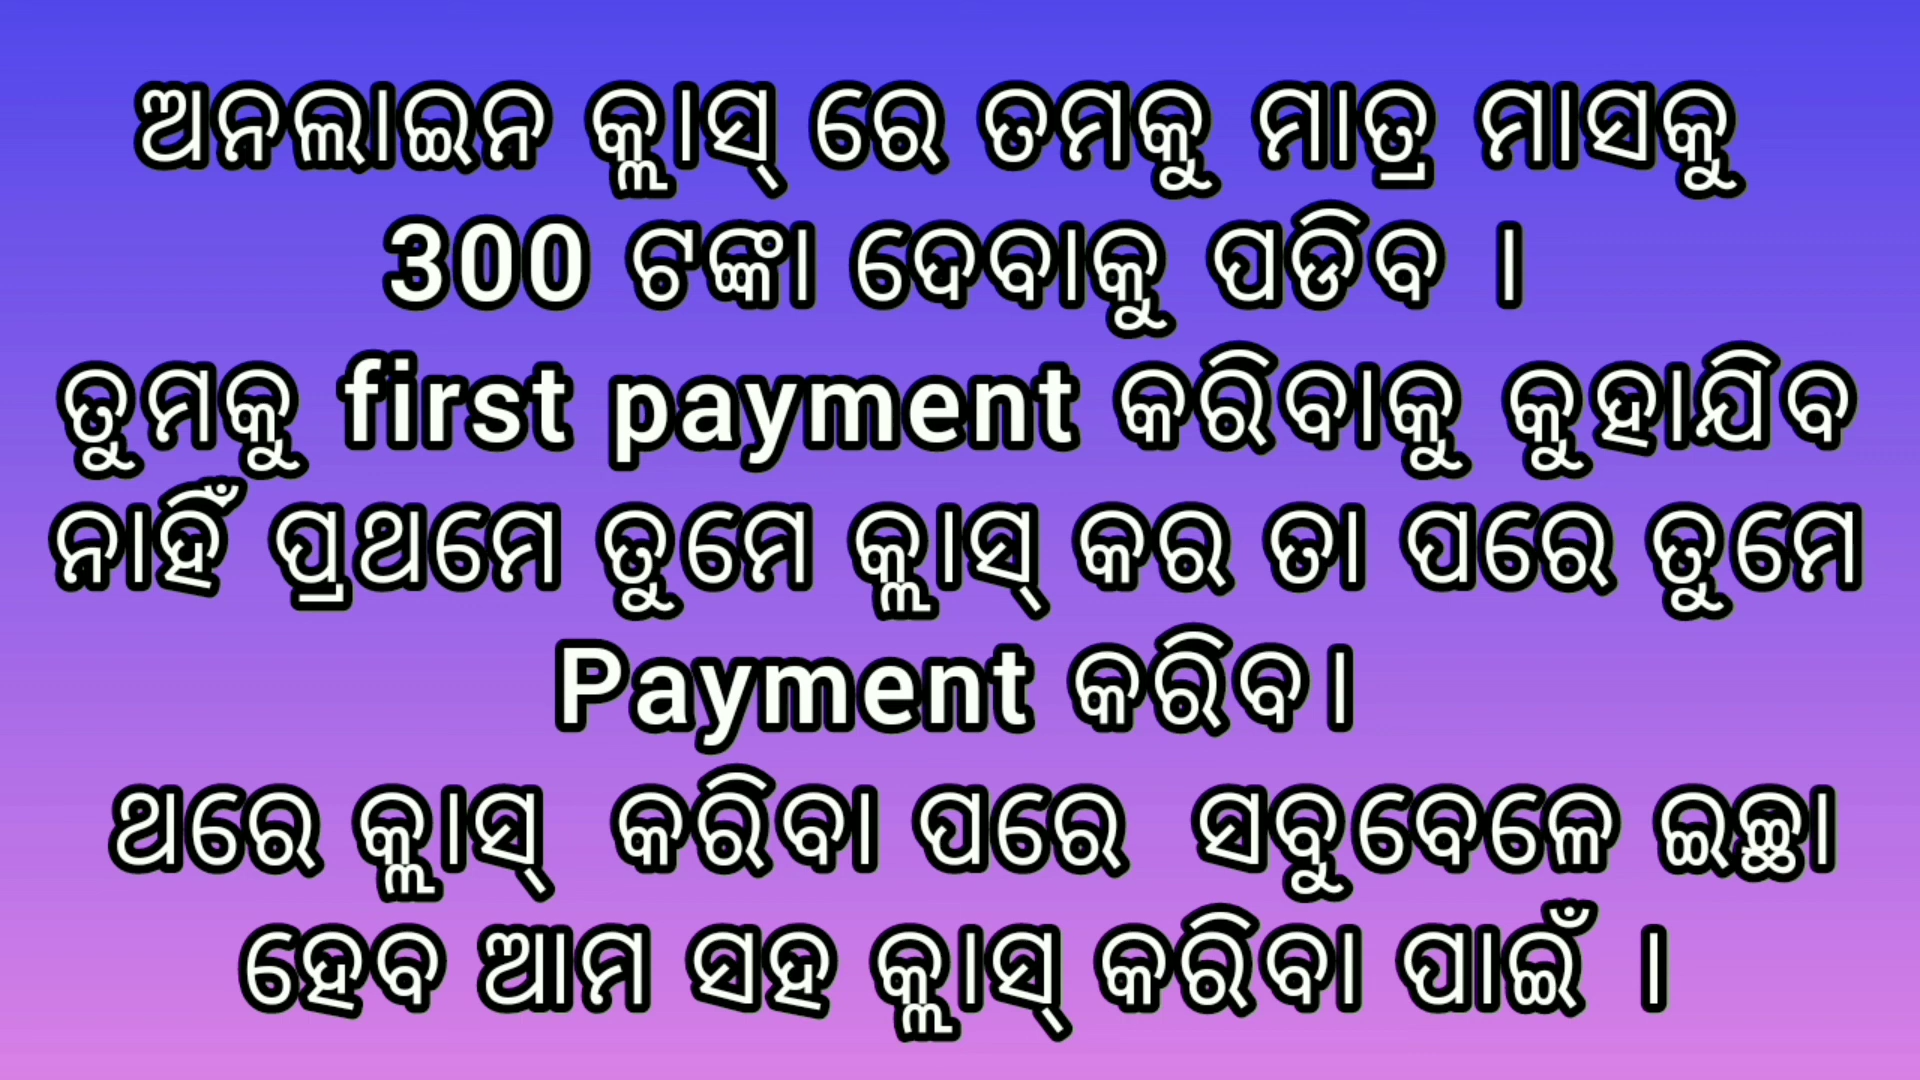 ଅନଲାଇନ କ୍ଲାସ୍ ରେ ତମକୁ ମାତ୍ର ମାସକୁ
300 ଟଙ୍କା ଦେବାକୁ ପଡିବ ।
ତୁମକୁ first payment କରିବାକୁ କୁହାଯିବ
ନାହିଁ ପ୍ରଥମେ ତୁମେ କ୍ଲାସ୍ କର ତା ପରେ ତୁମେ
Payment କରିବ।
ଥରେ କ୍ଲାସ୍ କରିବା ପରେ ସବୁବେଳେ ଇଚ୍ଛା
ହେବ ଆମ ସହ କ୍ଲାସ୍ କରିବା ପାଇଁ ।